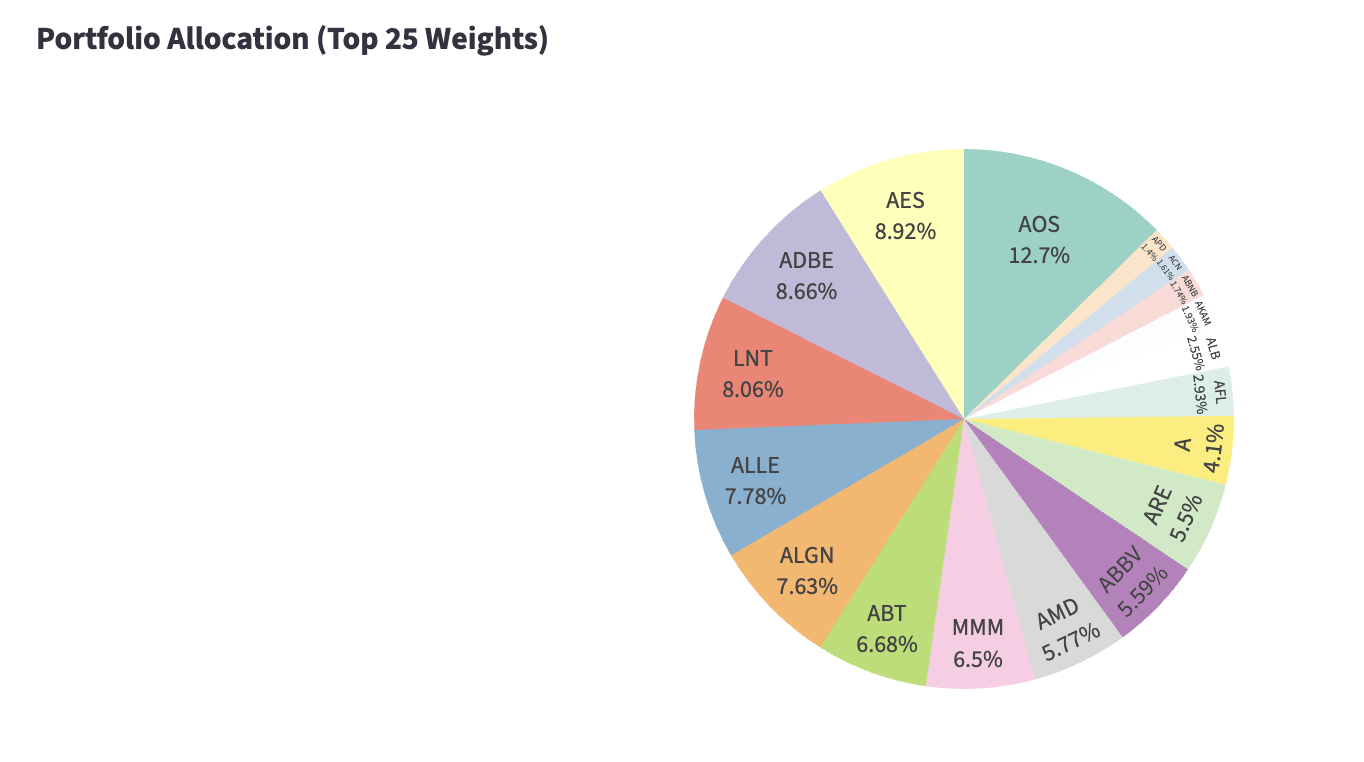 Portfolio Allocation (Top 25 Weights)
AOS
12.7%
AES
8.92%
ADBE
8.66%
LNT
8.06%
ALLE
7.78%
ALGN
7.63%
ABT
6.68%
MMM
6.5%
AMD
5.77%
ABBV
5.59%
ARE
5.5%
A
4.1%
AFL
2.93%
ALB
2.55%
AKAM
1.93%
ABNB
1.74%
ACN
1.61%
APD
1.4%